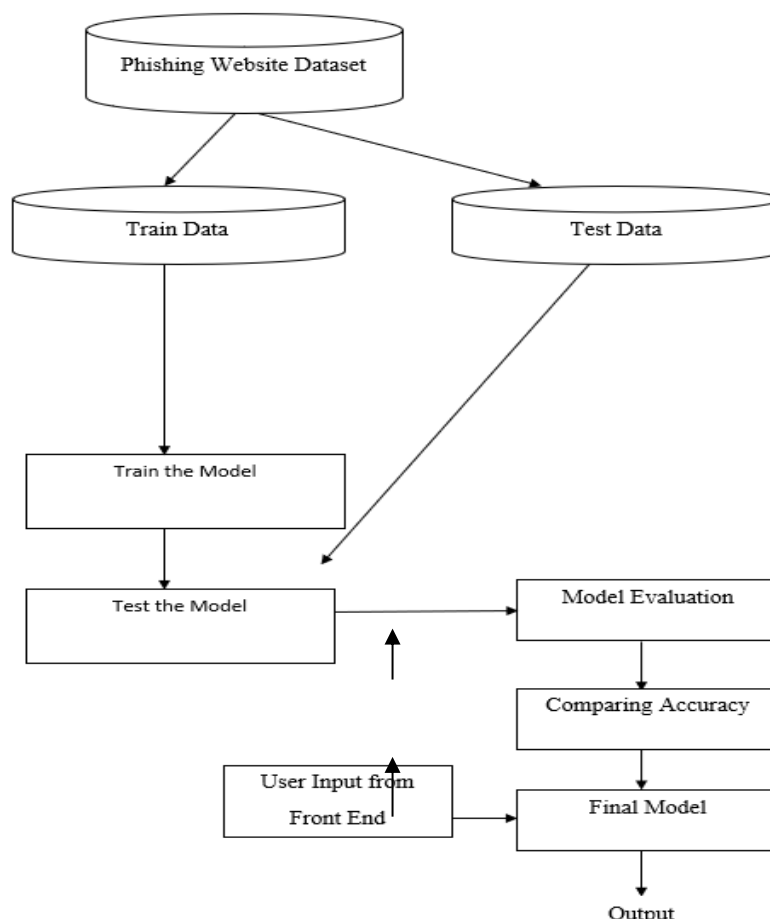 Phishing Website Dataset
Train Data
Test Data
Train the Model
Test the Model
Model Evaluation
Comparing Accuracy
User Input from
Front End
Final Model
Output